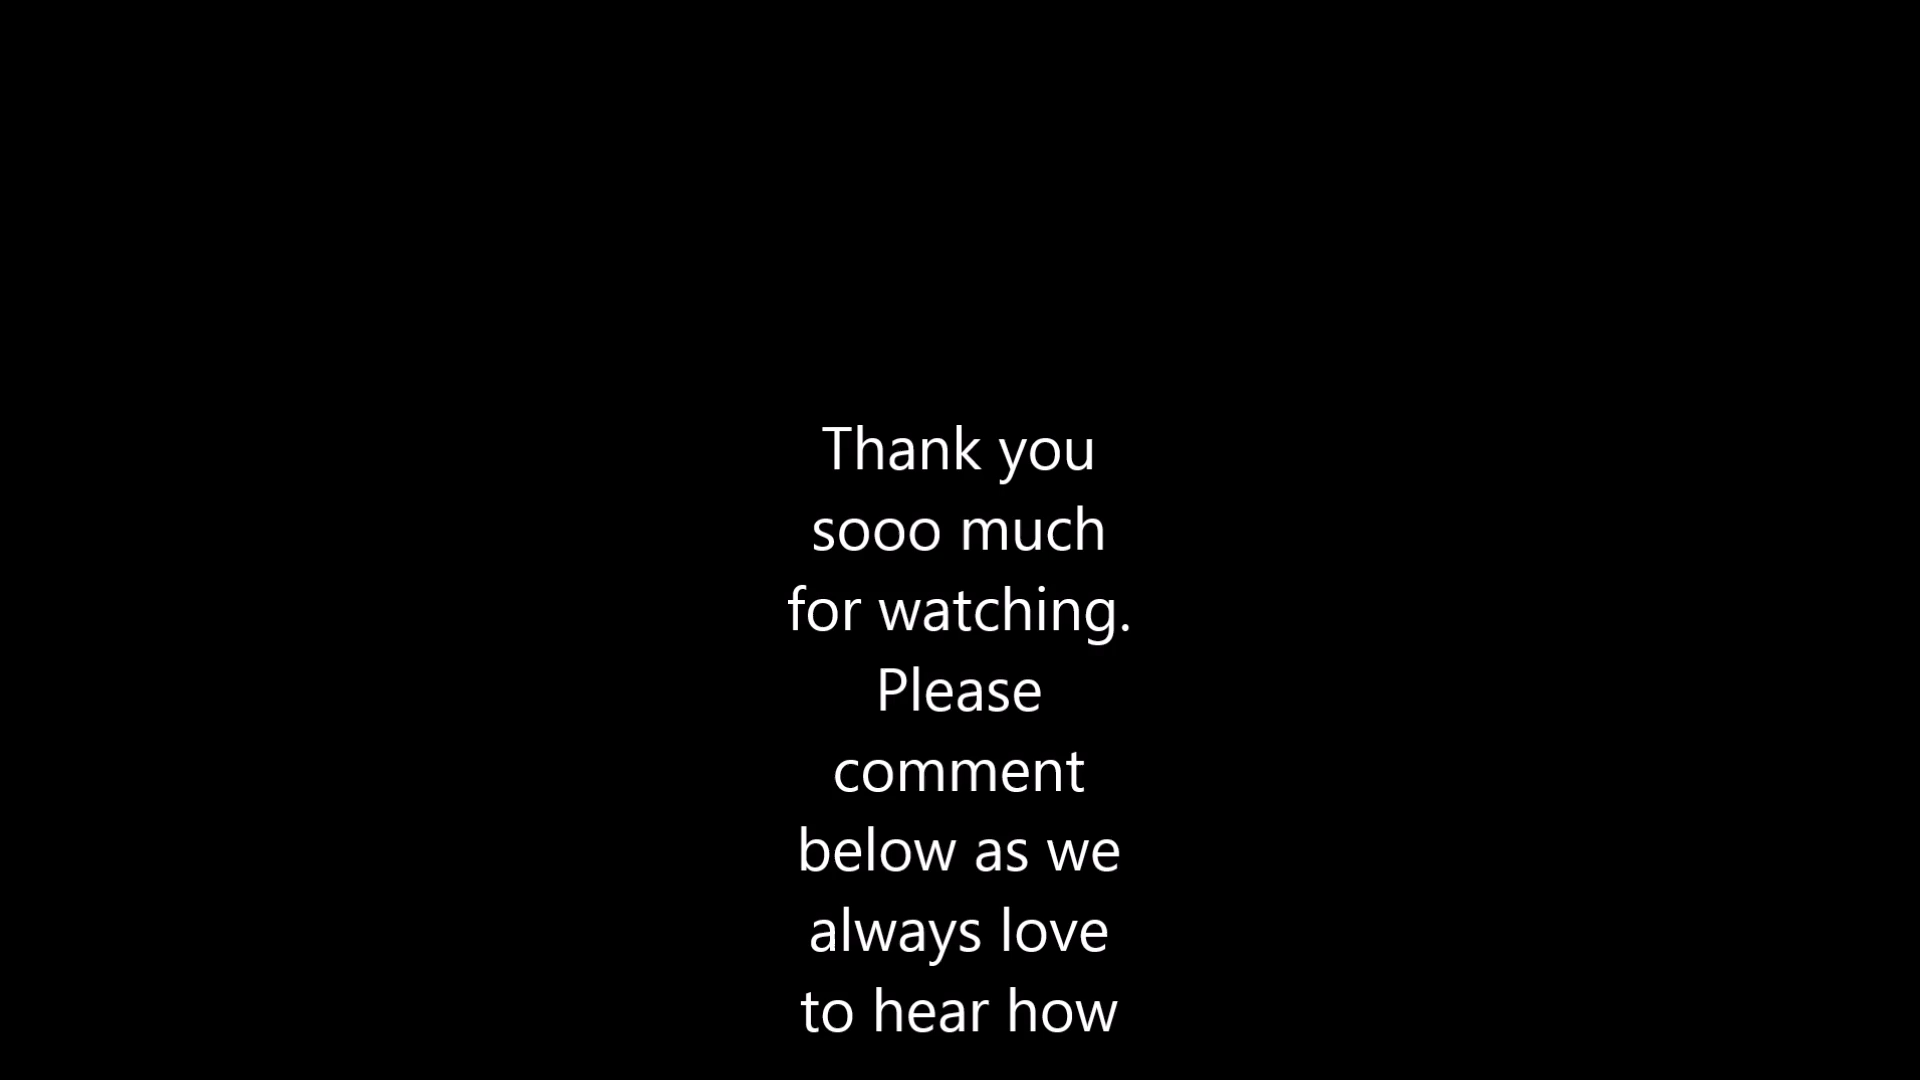 Thank you
sooo much
for watching.
Please
comment
below as we
always love
to hear how